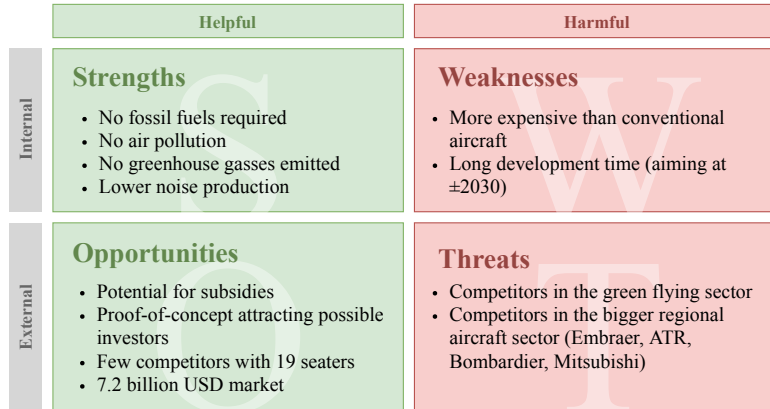 Helpful
Harmful
Internal
S
Strengths
• No fossil fuels required
• No air pollution
• No greenhouse gasses emitted
• Lower noise production
W
Weaknesses
• More expensive than conventional
aircraft
• Long development time (aiming at
±2030)
External
O
Opportunities
• Potential for subsidies
• Proof-of-concept attracting possible
investors
• Few competitors with 19 seaters
• 7.2 billion USD market
T
Threats
• Competitors in the green flying sector
• Competitors in the bigger regional
aircraft sector (Embraer, ATR,
Bombardier, Mitsubishi)